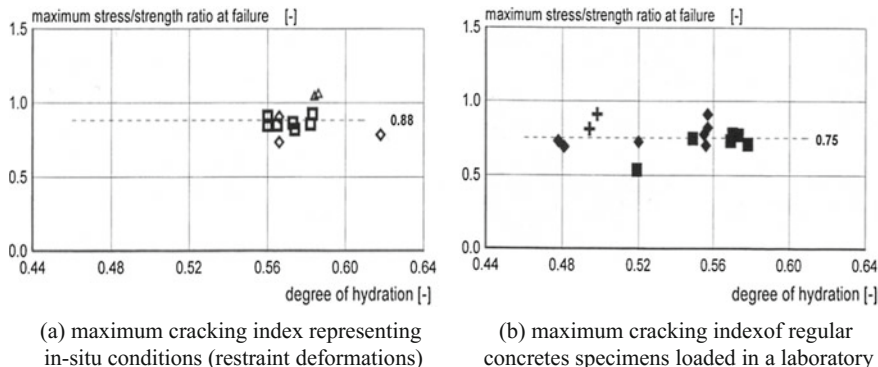 maximum stress/strength ratio at failure [-]
1.5
1.0
0.88
0.5
0.0
0.44 0.48 0.52 0.56 0.60 0.64
degree of hydration [-]
(a) maximum cracking index representing
in-situ conditions (restraint deformations)
maximum stress/strength ratio at failure [-]
1.5
1.0
0.75
0.5
0.0
0.44 0.48 0.52 0.56 0.60 0.64
degree of hydration [-]
(b) maximum cracking indexof regular
concretes specimens loaded in a laboratory